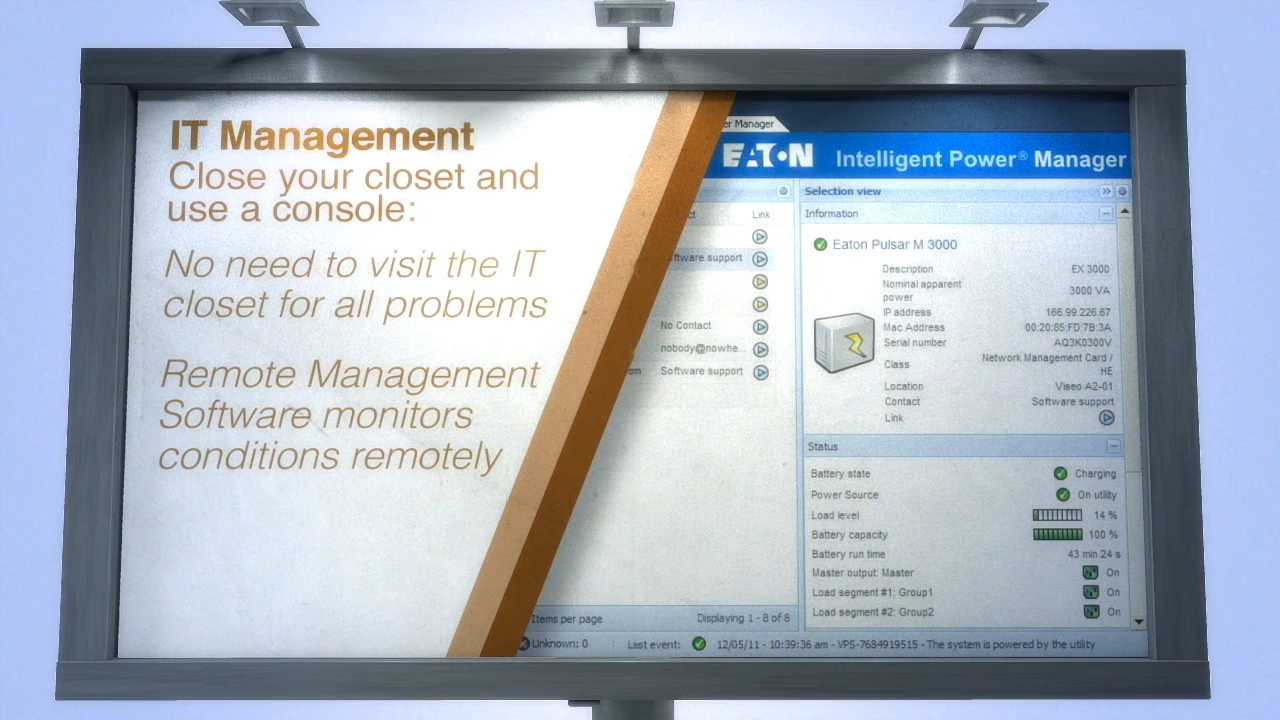 IT Management
Close your closet and
use a console:
No need to visit the IT
closet for all problems
Remote Management
Software monitors
conditions remotely
er Manager
EATON Intelligent Power® Manager
Link
software support
No Contact
nobody@nowhe...
Software support
Items per page
Displaying 1 - 8 of 8
Selection view
Information
Eaton Pulsar M 3000
Description EX 3000
Nominal apparent
power 3000 VA
IP address 166.99.226.67
Mac Address 00:20:85:FD:7B:3A
Serial number AQ3K0300V
Class Network Management Card /
HE
Location Viseo A2-01
Contact Software support
Link
Status
Battery state Charging
Power Source On utility
Load level 14 %
Battery capacity 100 %
Battery run time 43 min 24 s
Master output: Master On
Load segment #1: Group1 On
Load segment #2: Group2 On
Unknown: 0
Last event: 12/05/11 - 10:39:36 am - VPS-7684919515 - The system is powered by the utility